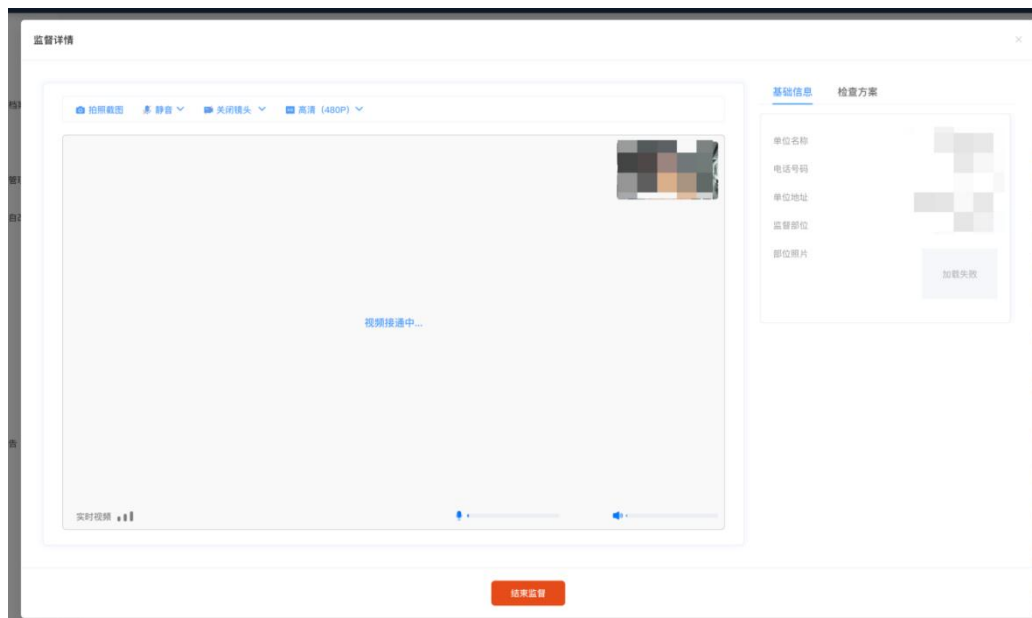 监督详情
拍照截图 静音 关闭镜头 高清（480P）
基础信息 检查方案
单位名称
电话号码
单位地址
监督部位
部位照片
加载失败
视频接通中...
实时视频
结束监督
告